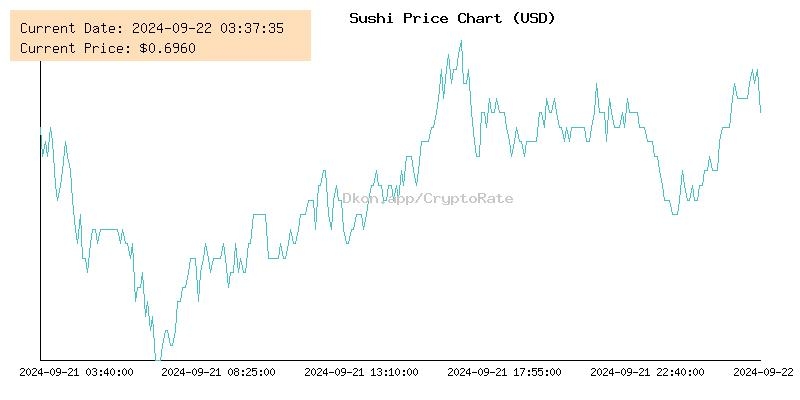 Sushi Price Chart (USD)
Current Date: 2024-09-22 03:37:35
Current Price: $0.6960
Dkon.app/CryptoRate
2024-09-21 03:40:00 2024-09-21 08:25:00 2024-09-21 13:10:00 2024-09-21 17:55:00 2024-09-21 22:40:00 2024-09-22